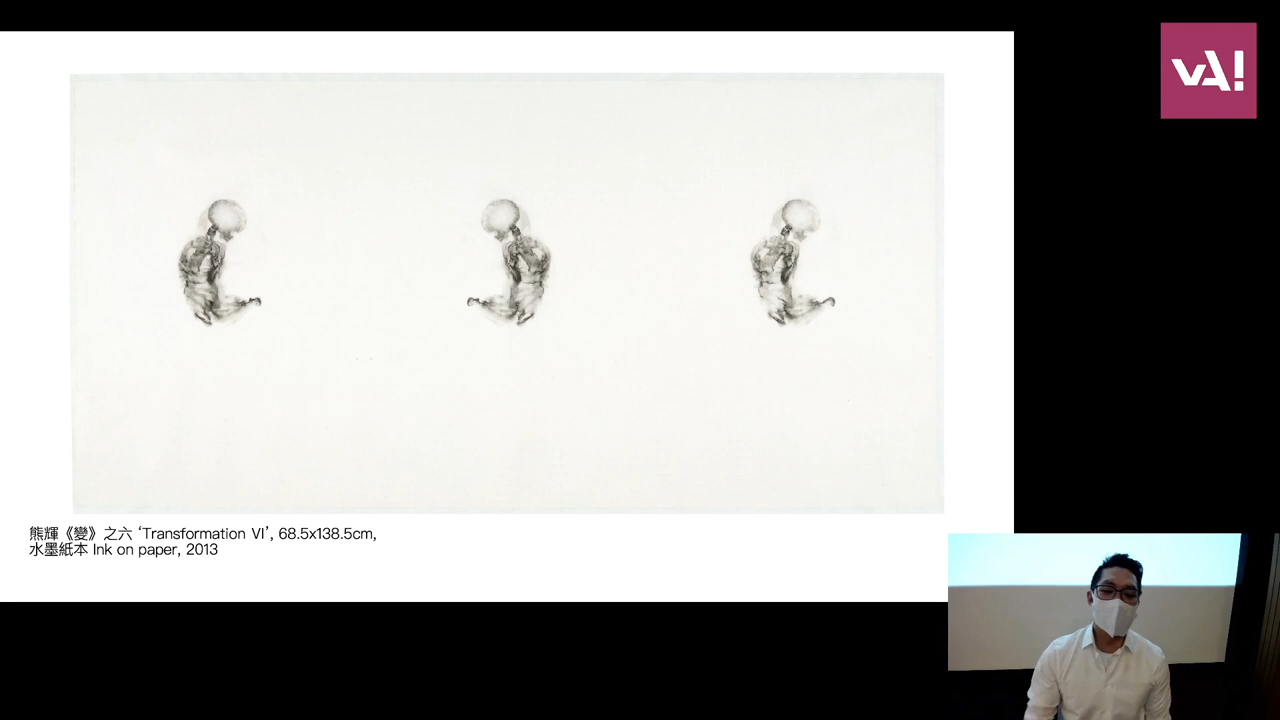 熊輝《變》之六 ‘Transformation VI’, 68.5x138.5cm,
水墨紙本 Ink on paper, 2013
vA!